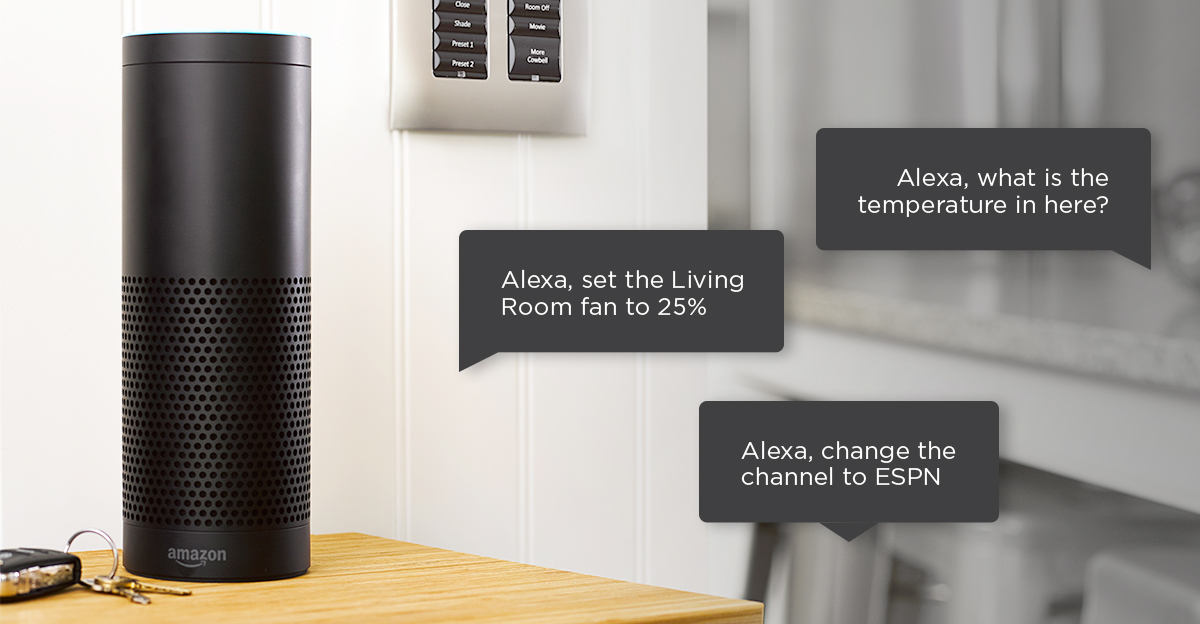 Close
Shade
Preset 1
Preset 2
Room Off
Movie
More
Cowbell
Alexa, what is the
temperature in here?
Alexa, set the Living
Room fan to 25%
Alexa, change the
channel to ESPN
amazon